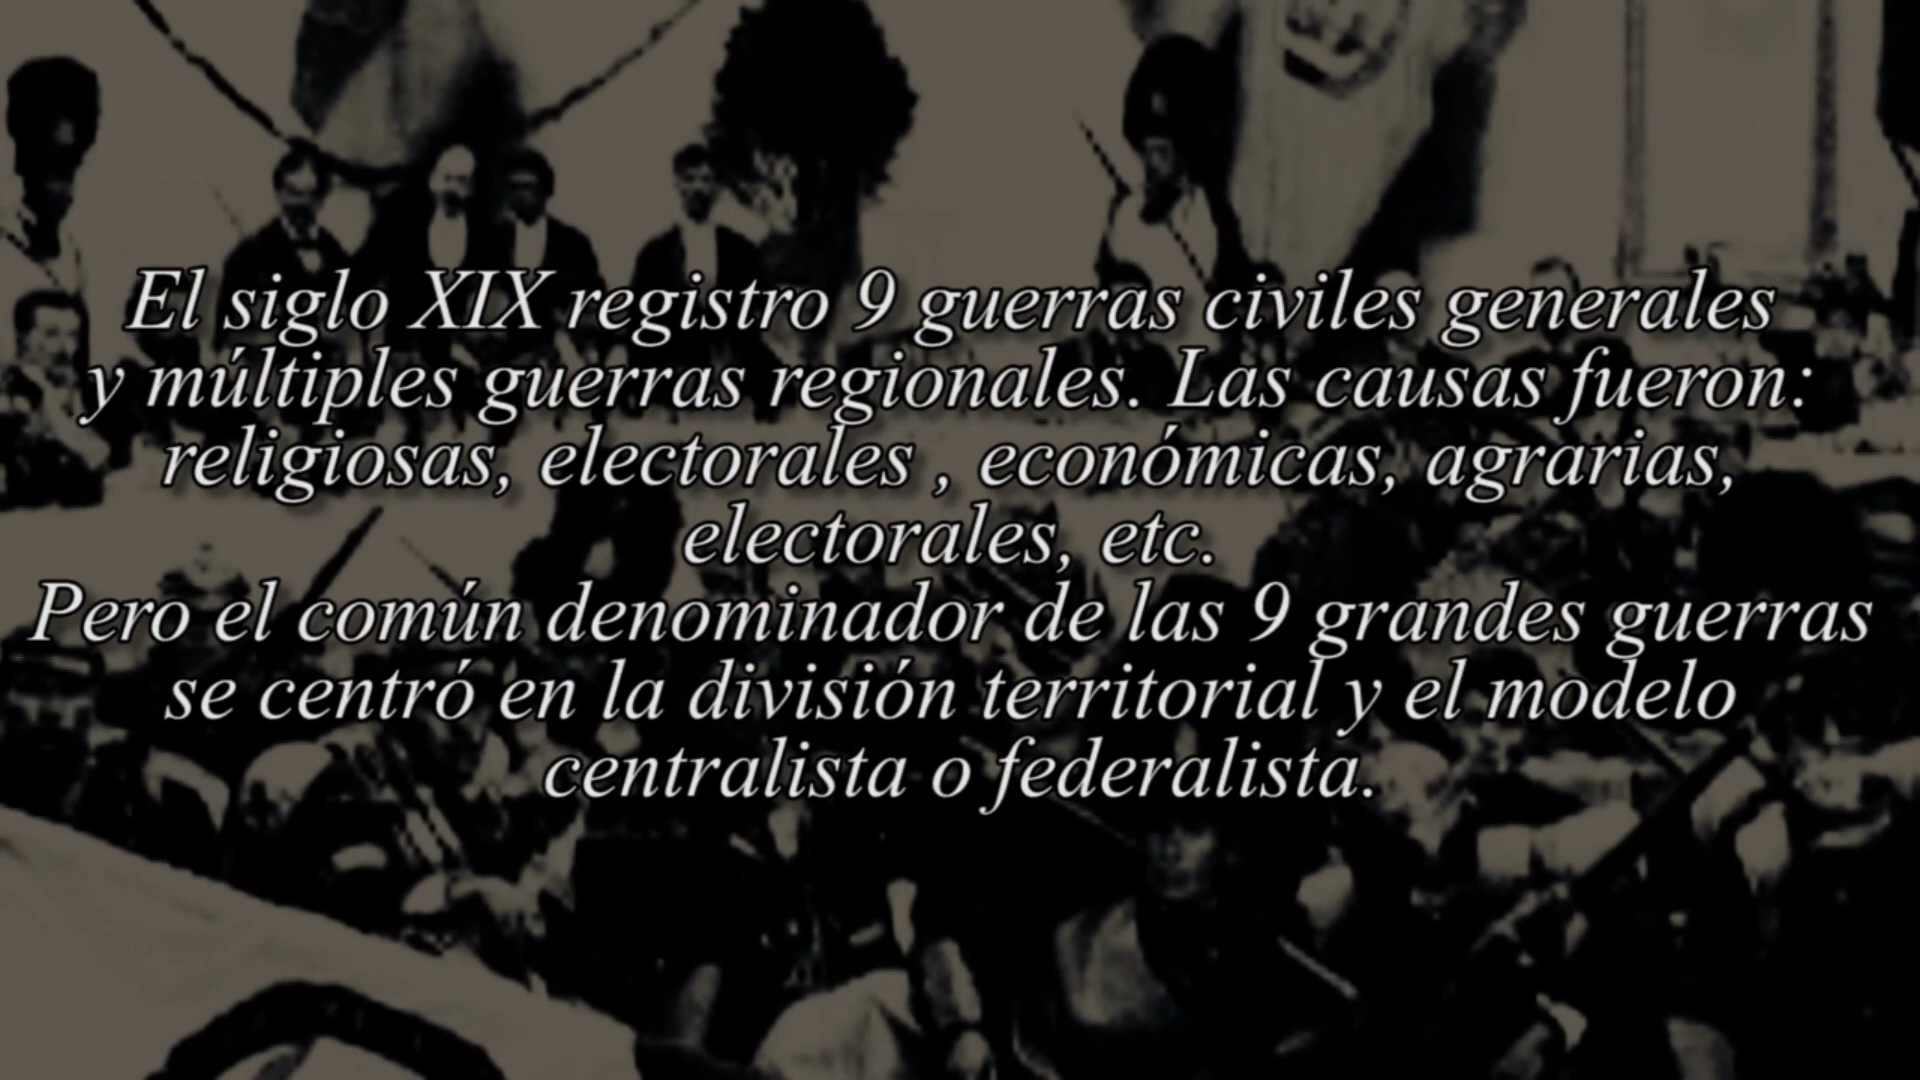 El siglo XIX registro 9 guerras civiles generales
y múltiples guerras regionales. Las causas fueron:
religiosas, electorales , económicas, agrarias,
electorales, etc.
Pero el común denominador de las 9 grandes guerras
se centró en la división territorial y el modelo
centralista o federalista.